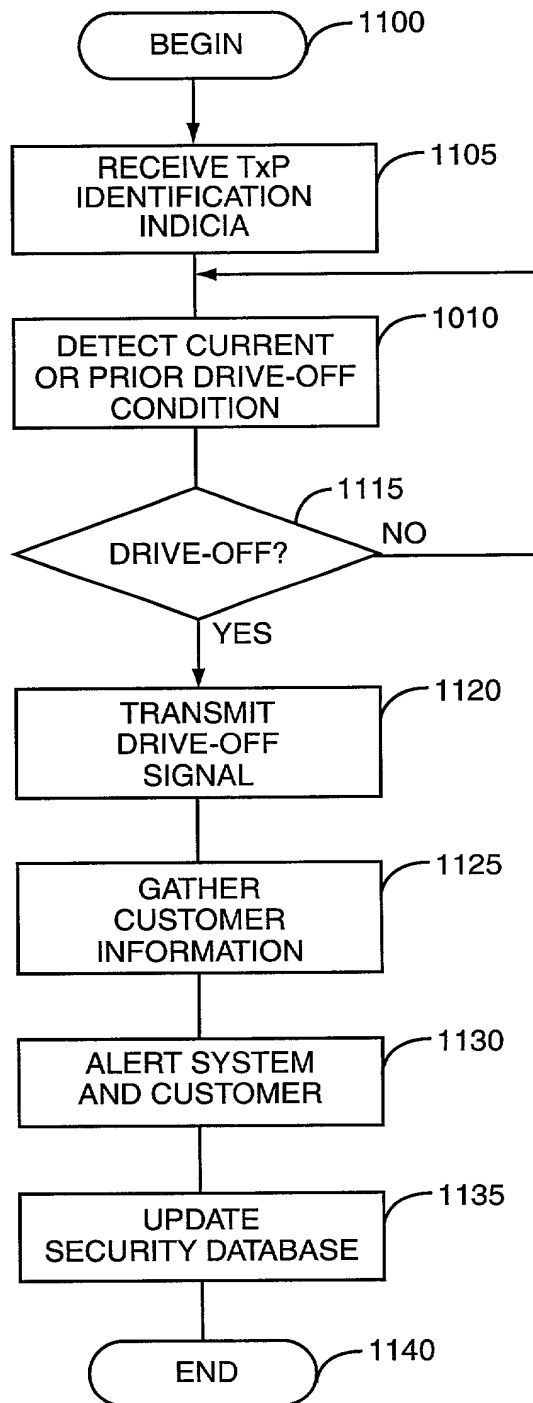 BEGIN
1100
RECEIVE TxP
IDENTIFICATION
INDICIA
1105
DETECT CURRENT
OR PRIOR DRIVE-OFF
CONDITION
1010
DRIVE-OFF?
1115
NO
YES
TRANSMIT
DRIVE-OFF
SIGNAL
1120
GATHER
CUSTOMER
INFORMATION
1125
ALERT SYSTEM
AND CUSTOMER
1130
UPDATE
SECURITY DATABASE
1135
END
1140